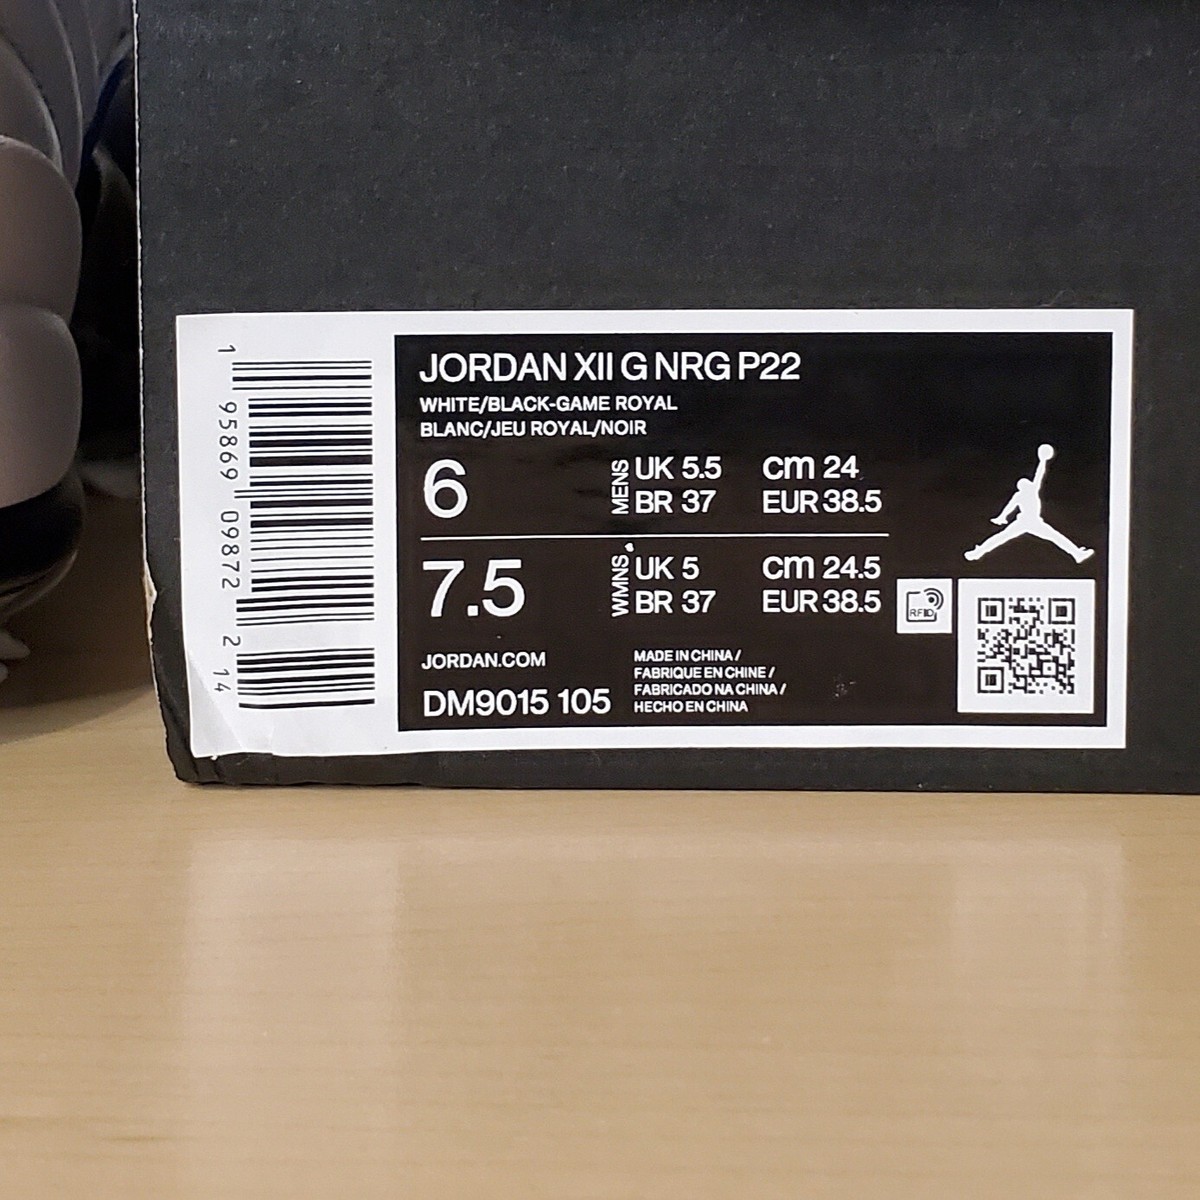 1 95869 09872 2 14
JORDAN XII G NRG P22
WHITE/BLACK-GAME ROYAL
BLANC/JEU ROYAL/NOIR
6
MENS
UK 5.5 cm 24
BR 37 EUR 38.5
7.5
WMNS
UK 5 cm 24.5
BR 37 EUR 38.5
RFID
JORDAN.COM
DM9015 105
MADE IN CHINA /
FABRIQUE EN CHINE /
FABRICADO NA CHINA /
HECHO EN CHINA